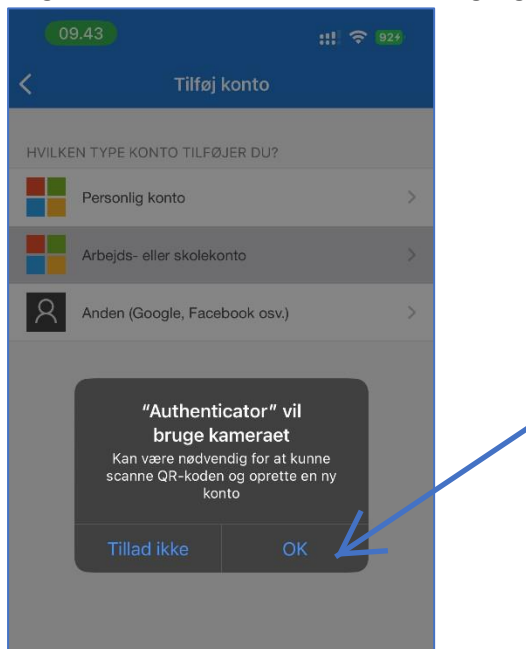 09.43
92+
Tilføj konto
HVILKEN TYPE KONTO TILFØJER DU?
Personlig konto
Arbejds- eller skolekonto
Anden (Google, Facebook osv.)
"Authenticator" vil
bruge kameraet
Kan være nødvendig for at kunne
scanne QR-koden og oprette en ny
konto
Tillad ikke
OK